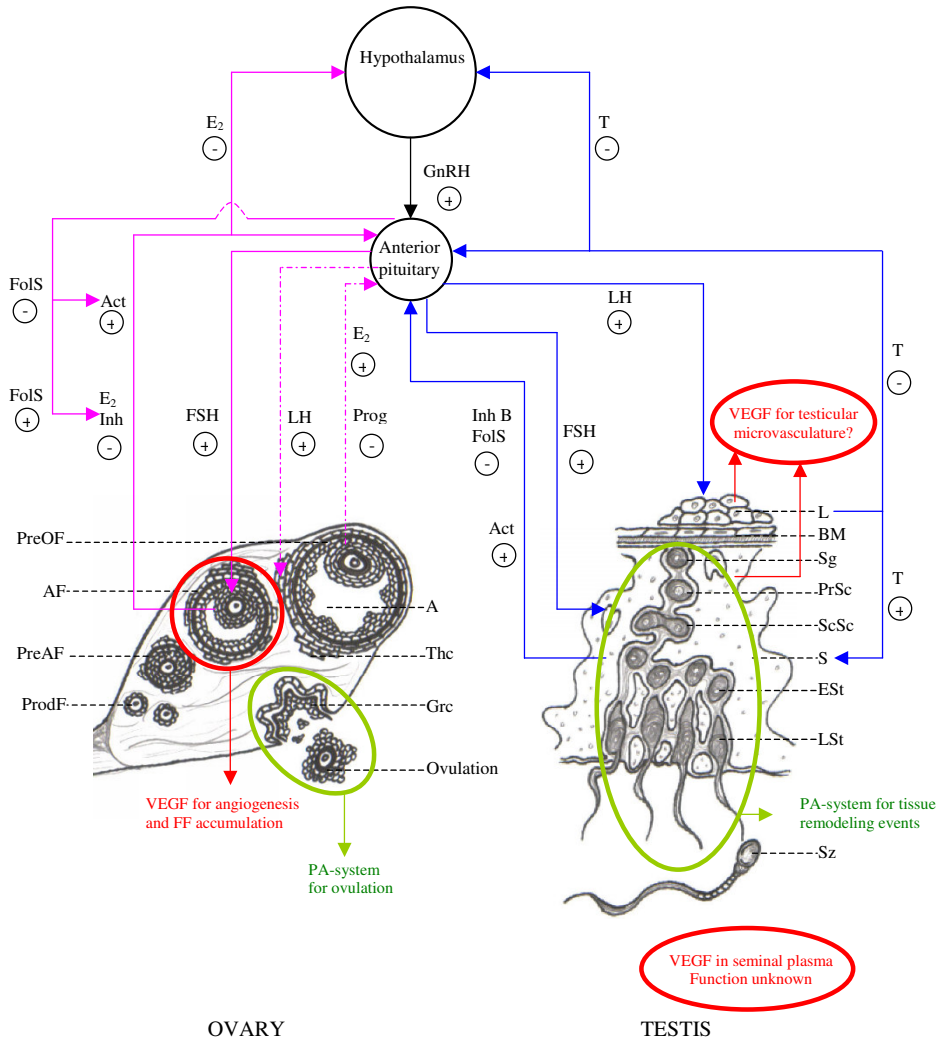 Hypothalamus
E₂
-
T
-
GnRH
+
Anterior
pituitary
FolS
-
Act
+
LH
+
E₂
+
T
-
FolS
+
E₂
Inh
-
FSH
+
LH
+
Prog
-
Inh B
FolS
-
FSH
+
VEGF for testicular
microvasculature?
Act
+
PreOF
AF
PreAF
ProdF
A
Thc
Grc
Ovulation
L
BM
Sg
PrSc
ScSc
S
ESt
LSt
Sz
T
+
VEGF for angiogenesis
and FF accumulation
PA-system
for ovulation
PA-system for tissue
remodeling events
VEGF in seminal plasma
Function unknown
OVARY
TESTIS